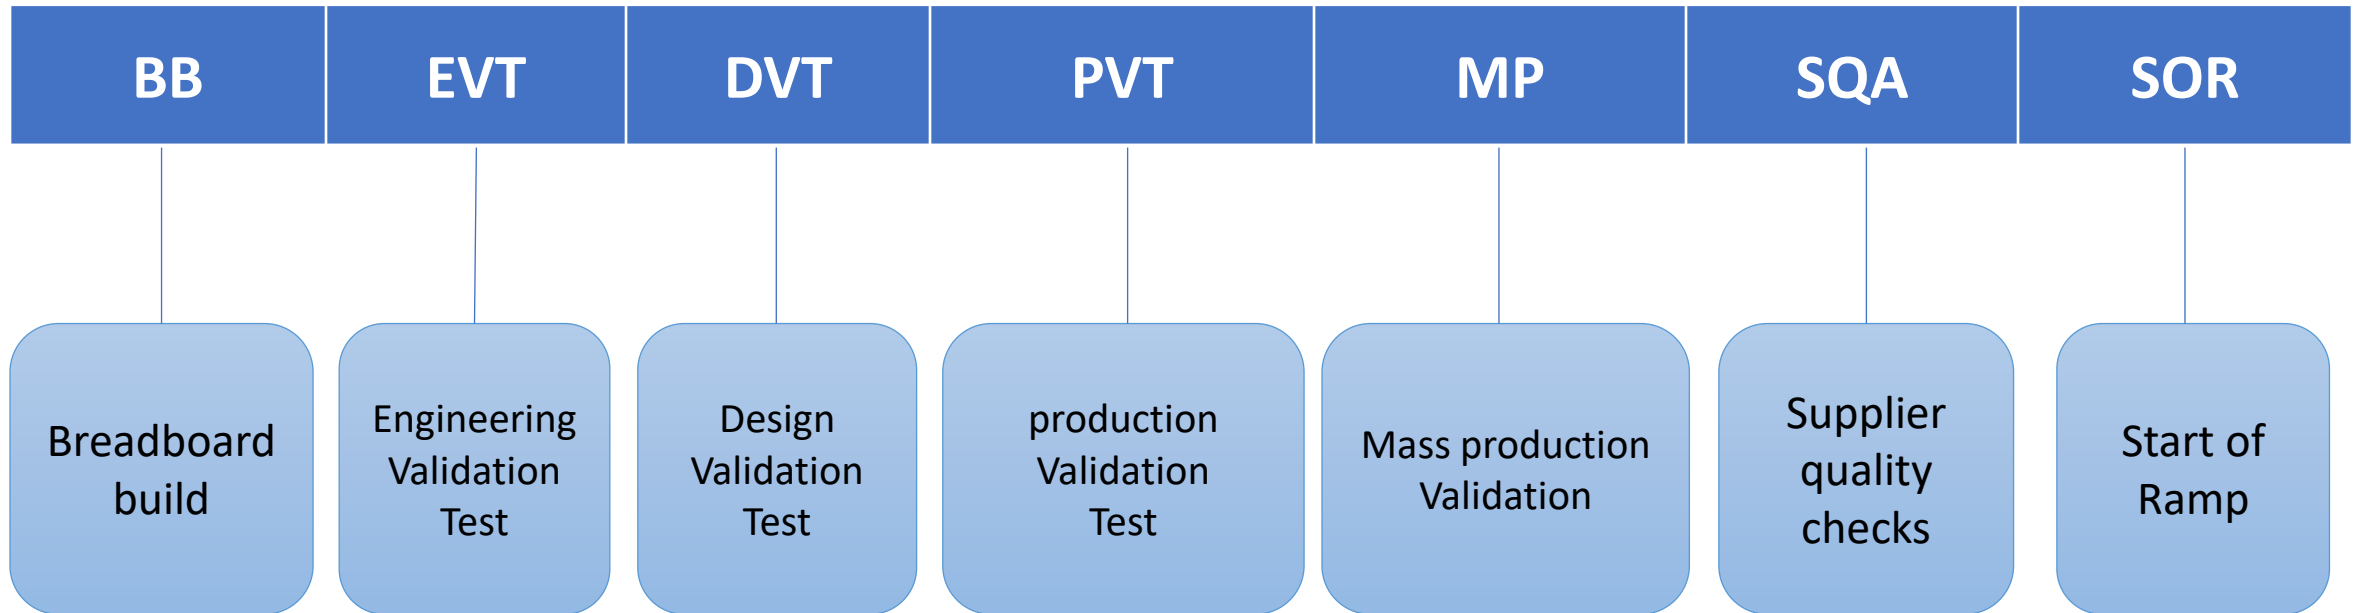 BB
EVT
DVT
PVT
MP
SQA
SOR
Breadboard
build
Engineering
Validation
Test
Design
Validation
Test
production
Validation
Test
Mass production
Validation
Supplier
quality
checks
Start of
Ramp